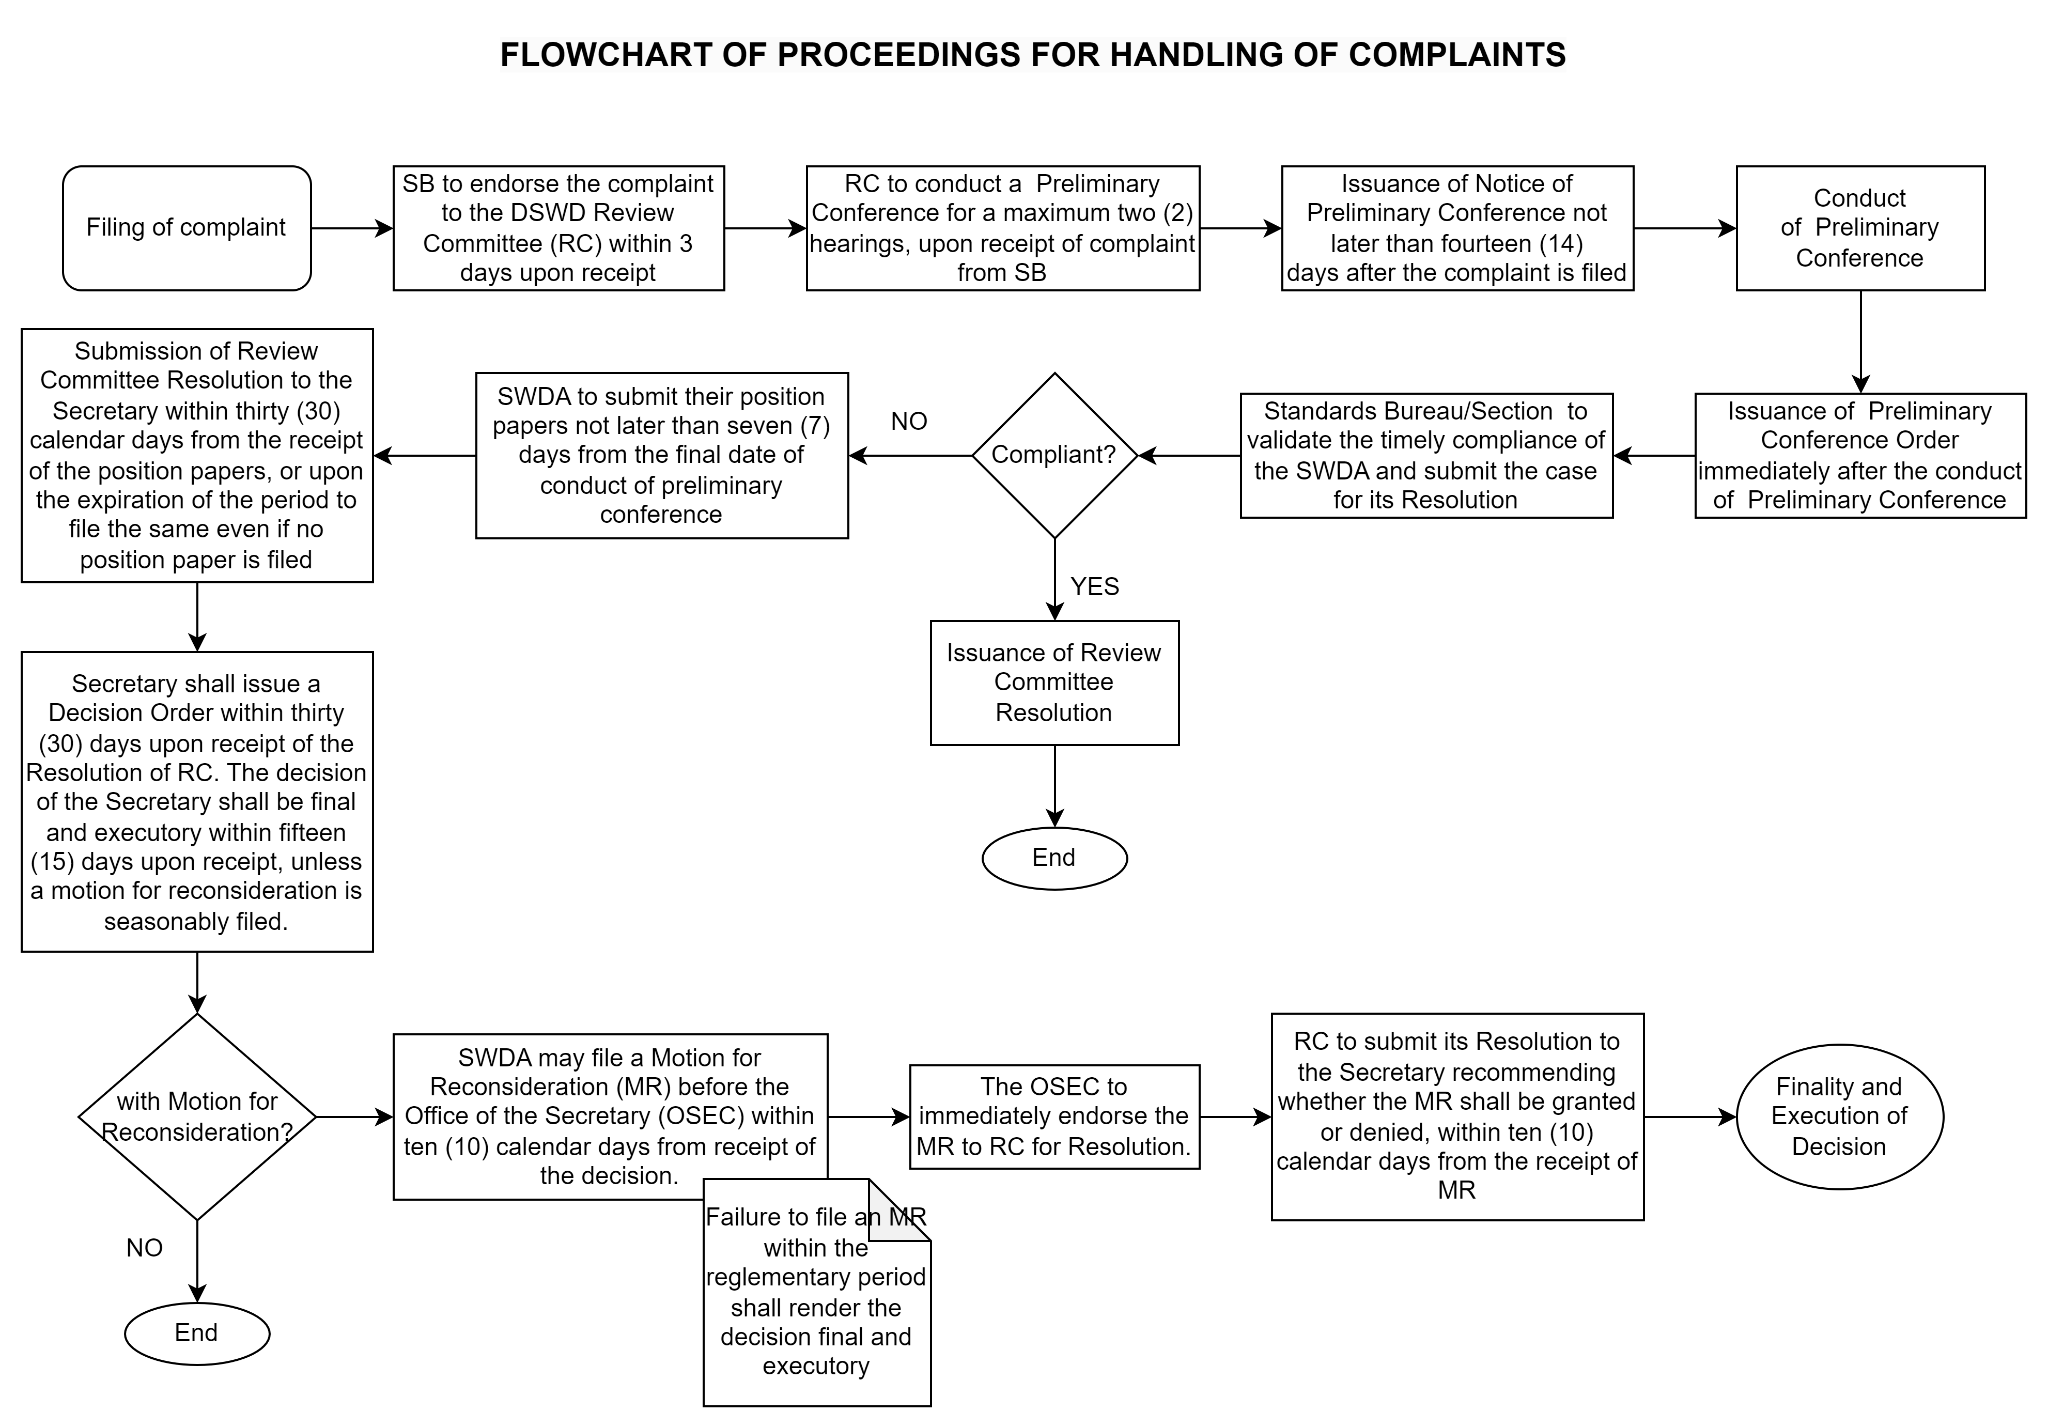 FLOWCHART OF PROCEEDINGS FOR HANDLING OF COMPLAINTS
Filing of complaint
SB to endorse the complaint
to the DSWD Review
Committee (RC) within 3
days upon receipt
RC to conduct a  Preliminary
Conference for a maximum two (2)
hearings, upon receipt of complaint
from SB
Issuance of Notice of
Preliminary Conference not
later than fourteen (14)
days after the complaint is filed
Conduct
of  Preliminary
Conference
Issuance of  Preliminary
Conference Order
immediately after the conduct
of  Preliminary Conference
Standards Bureau/Section  to
validate the timely compliance of
the SWDA and submit the case
for its Resolution
Compliant?
NO
YES
Issuance of Review
Committee
Resolution
End
SWDA to submit their position
papers not later than seven (7)
days from the final date of
conduct of preliminary
conference
Submission of Review
Committee Resolution to the
Secretary within thirty (30)
calendar days from the receipt
of the position papers, or upon
the expiration of the period to
file the same even if no
position paper is filed
Secretary shall issue a
Decision Order within thirty
(30) days upon receipt of the
Resolution of RC. The decision
of the Secretary shall be final
and executory within fifteen
(15) days upon receipt, unless
a motion for reconsideration is
seasonably filed.
with Motion for
Reconsideration?
NO
End
SWDA may file a Motion for
Reconsideration (MR) before the
Office of the Secretary (OSEC) within
ten (10) calendar days from receipt of
the decision.
Failure to file an MR
within the
reglementary period
shall render the
decision final and
executory
The OSEC to
immediately endorse the
MR to RC for Resolution.
RC to submit its Resolution to
the Secretary recommending
whether the MR shall be granted
or denied, within ten (10)
calendar days from the receipt of
MR
Finality and
Execution of
Decision